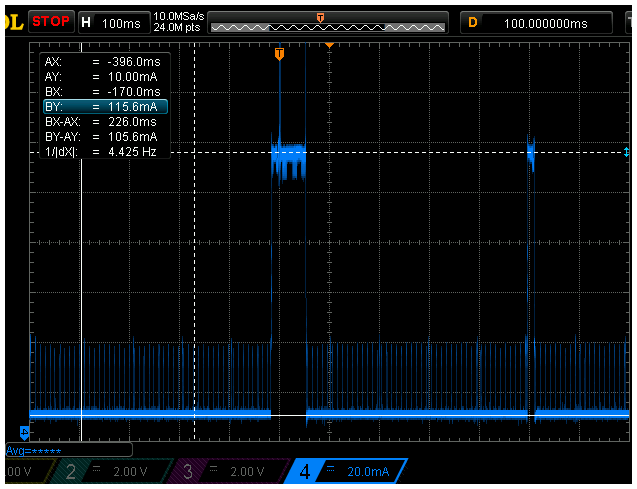 OL STOP H 100ms 10.0MSa/s D 100.000000ms T
24.0M pts
T
T
AX: = -396.0ms
AY: = 10.00mA
BX: = -170.0ms
BY: = 115.6mA
BX-AX: = 226.0ms
BY-AY: = 105.6mA
1/|dX|: = 4.425 Hz
Avg=*****
.00 V 2 2.00 V 3 2.00 V 4 20.0mA